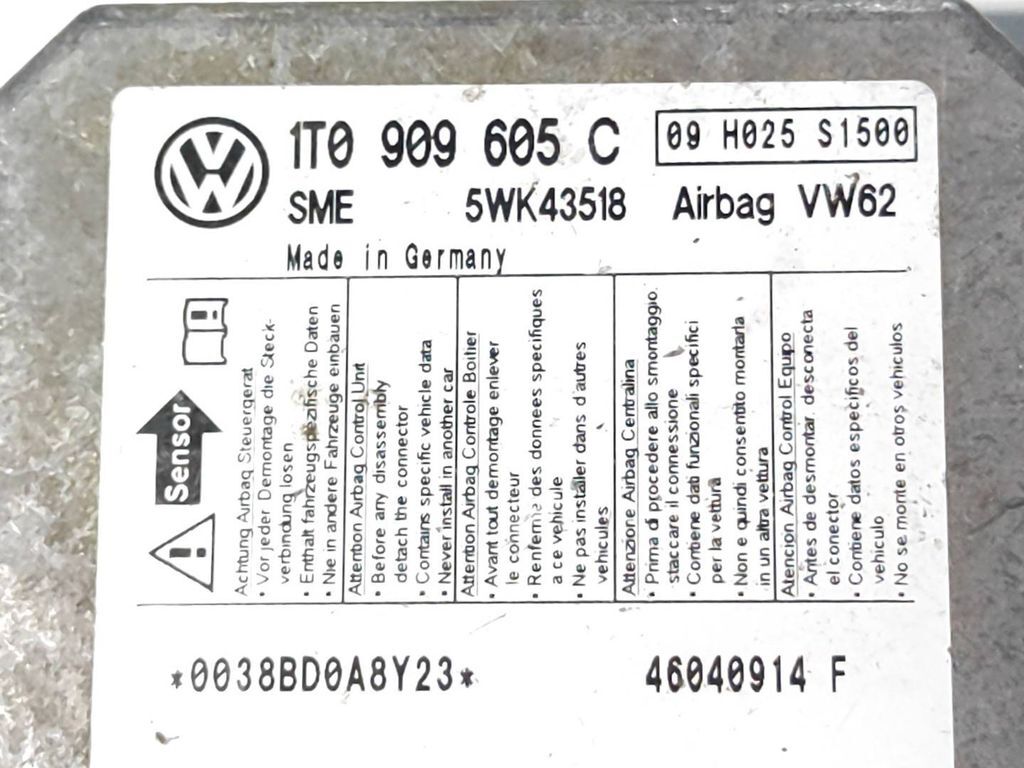 1T0 909 605 C
09 H025 S1500
SME 5WK43518 Airbag VW62
Made in Germany
Sensor
Achtung Airbag Steuergerat
• Vor jeder Demontage die Steck-
verbindung losen
• Enthalt fahrzeugspezifische Daten
• Nie in andere Fahrzeuge einbauen
Attention Airbag Control Unit
• Before any disassembly
detach the connector
• Contains specific vehicle data
• Never install in another car
Attention Airbag Controle Boitier
• Avant tout demontage enlever
le connecteur
• Renferme des donnees specifiques
a ce vehicule
• Ne pas installer dans d'autres
vehicules
Attenzione Airbag Centralina
• Prima di procedere allo smontaggio.
staccare il connessione
• Contiene dati funzionali specifici
per la vettura
• Non e quindi consentito montarla
in un altra vettura
Atencion Airbag Control Equipo
• Antes de desmontar, desconecta
el conector
• Contiene datos especificos del
vehiculo
• No se monte en otros vehiculos
*0038BD0A8Y23*
46040914 F